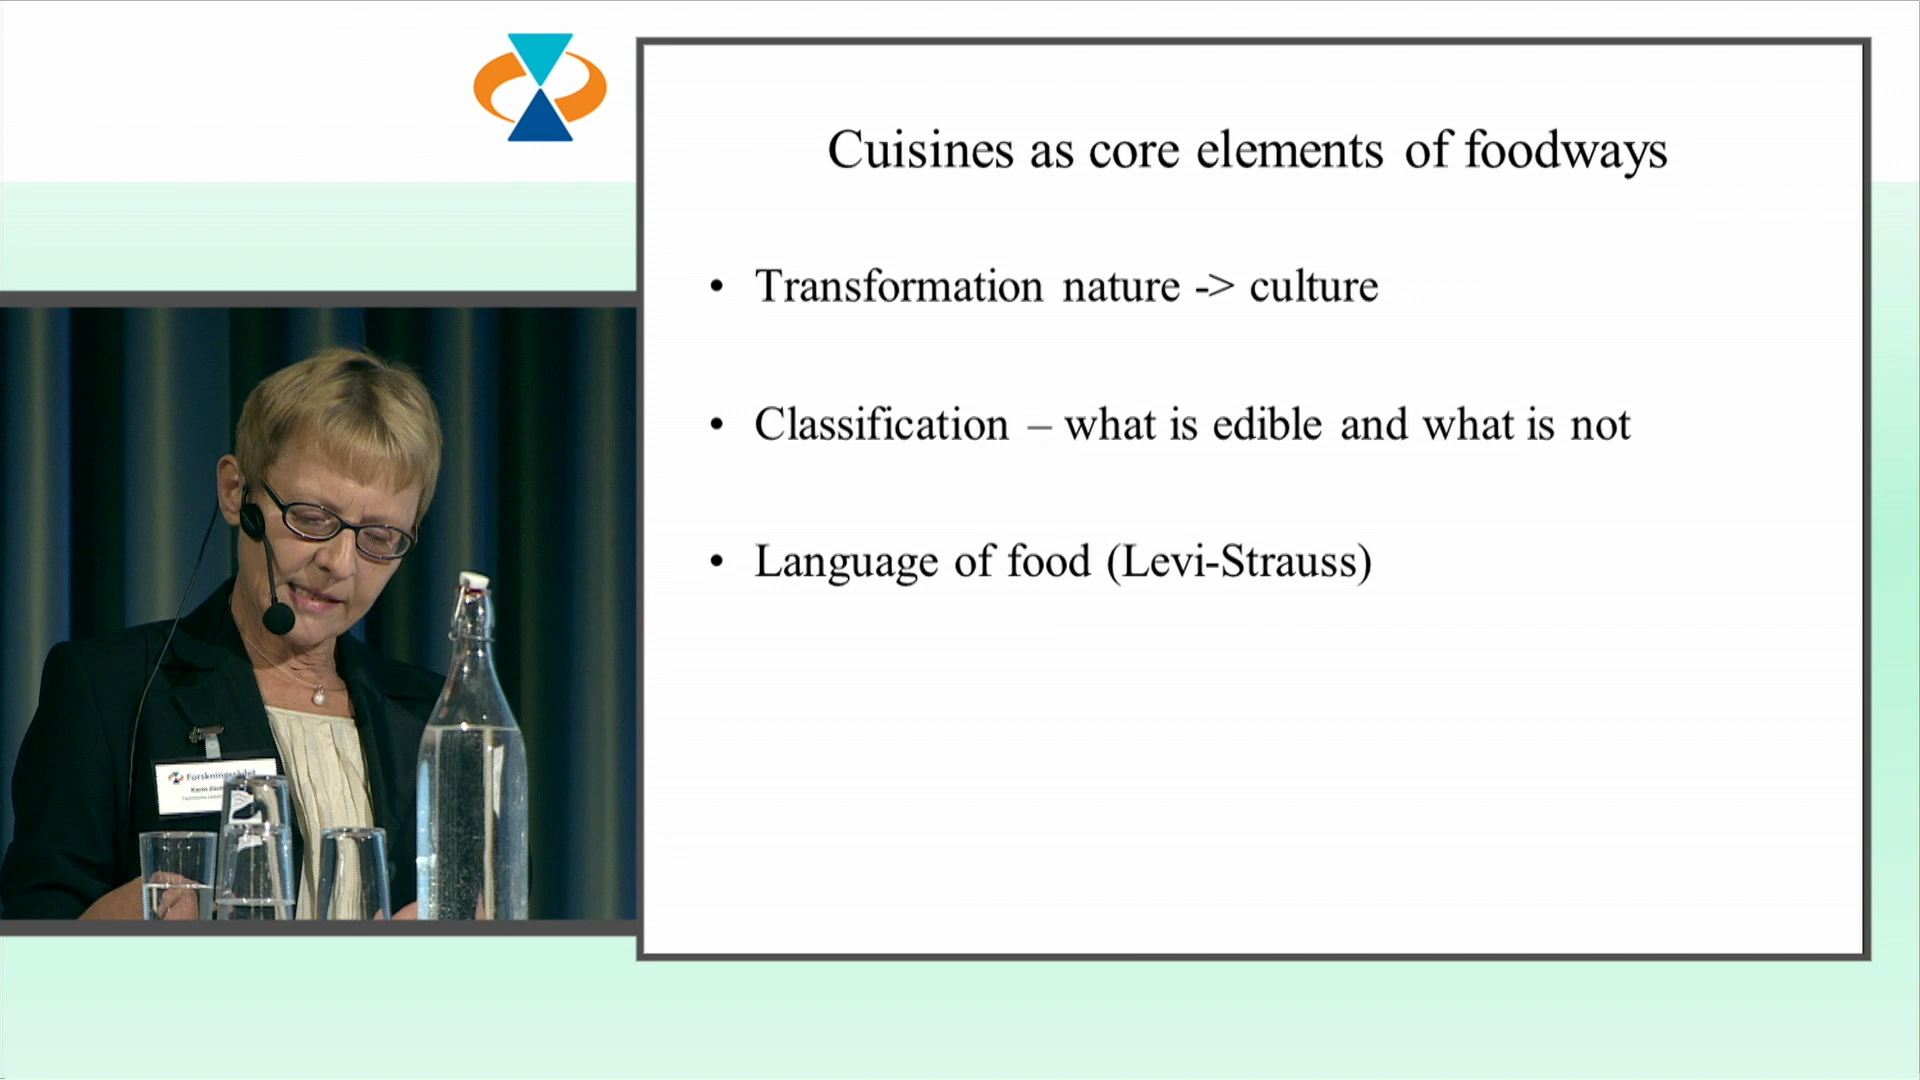 Cuisines as core elements of foodways
• Transformation nature -> culture
• Classification – what is edible and what is not
• Language of food (Levi-Strauss)
Forskningsrådet
Karin